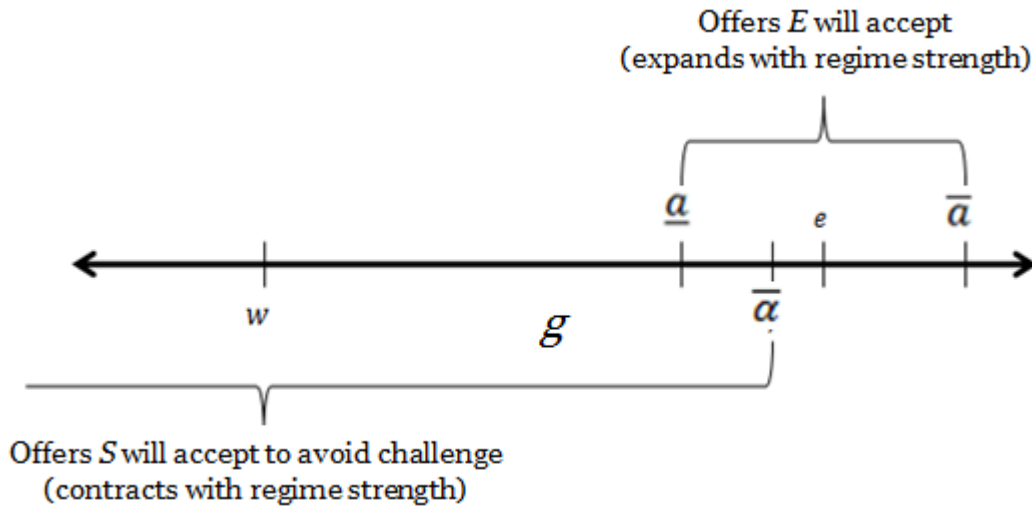 Offers E will accept
(expands with regime strength)
a̲ e a̅
w g α̅
Offers S will accept to avoid challenge
(contracts with regime strength)